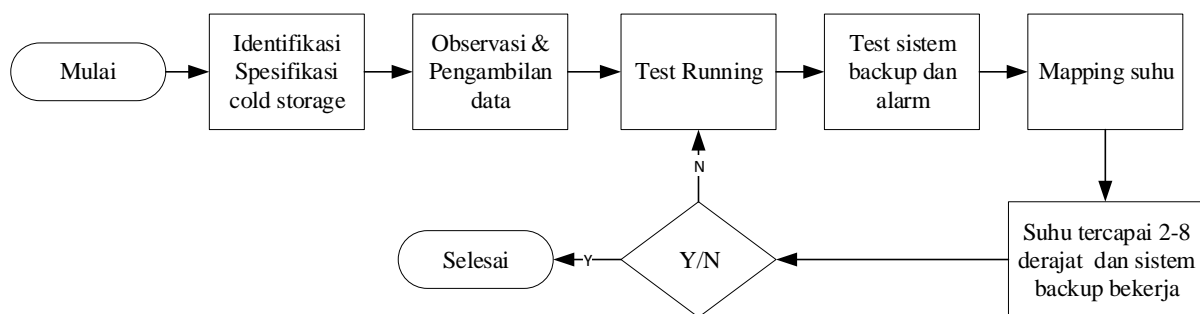 Mulai
Identifikasi
Spesifikasi
cold storage
Observasi &
Pengambilan
data
Test Running
Test sistem
backup dan
alarm
Mapping suhu
Suhu tercapai 2-8
derajat dan sistem
backup bekerja
Y/N
N
Y
Selesai